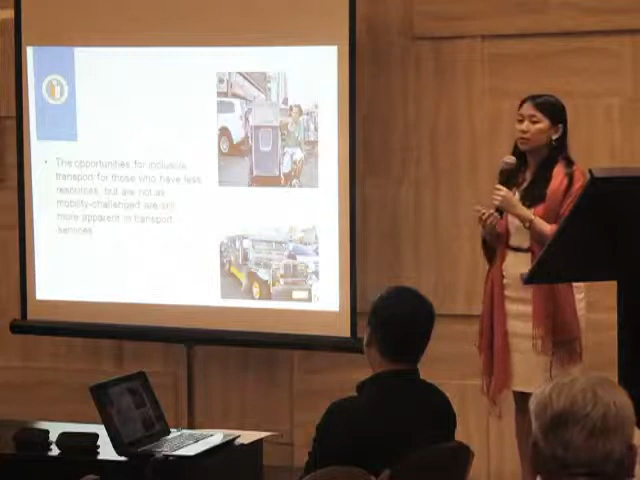 • The opportunities for inclusive
transport for those who have less
resources, but are not as
mobility-challenged are still
more apparent in transport
services